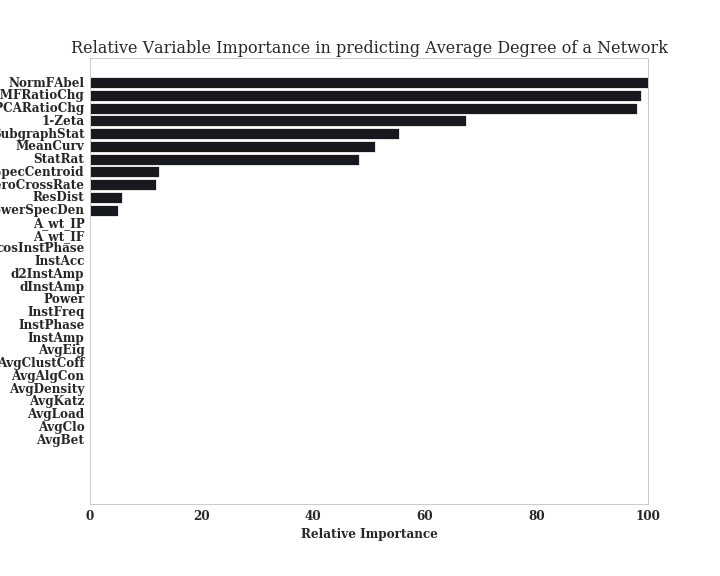 Relative Variable Importance in predicting Average Degree of a Network
NormFAbel
MFRatioChg
PCARatioChg
1-Zeta
ubgraphStat
MeanCurv
StatRat
SpecCentroid
eroCrossRate
ResDist
werSpecDen
A_wt_IP
A_wt_IF
cosInstPhase
InstAcc
d2InstAmp
dInstAmp
Power
InstFreq
InstPhase
InstAmp
AvgEig
AvgClustCoff
AvgAlgCon
AvgDensity
AvgKatz
AvgLoad
AvgClo
AvgBet
0 20 40 60 80 100
Relative Importance